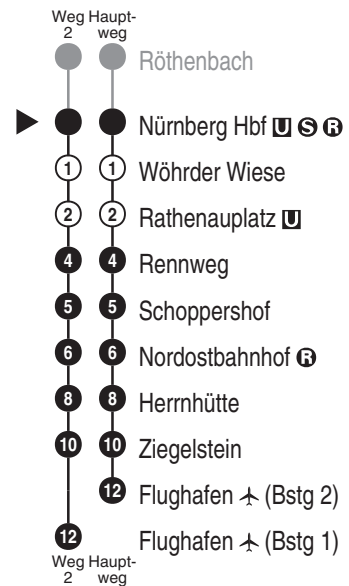 Weg Haupt-
2 weg
Röthenbach
Nürnberg Hbf U S R
1 1 Wöhrder Wiese
2 2 Rathenauplatz U
4 4 Rennweg
5 5 Schoppershof
6 6 Nordostbahnhof R
8 8 Herrnhütte
10 10 Ziegelstein
12 Flughafen (Bstg 2)
12 Flughafen (Bstg 1)
Weg Haupt-
2 weg